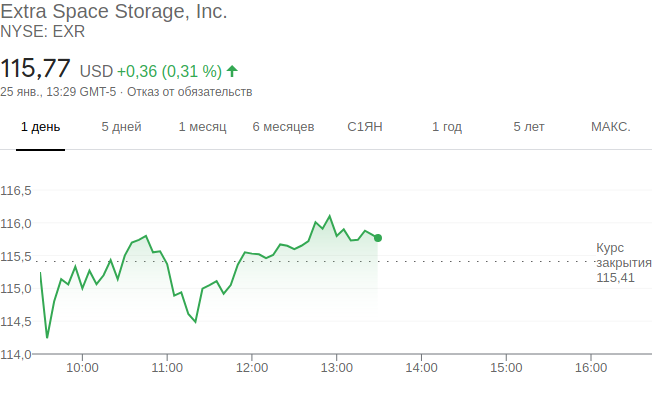 Extra Space Storage, Inc.
NYSE: EXR
115,77 USD +0,36 (0,31 %)
25 янв., 13:29 GMT-5 · Отказ от обязательств
1 день 5 дней 1 месяц 6 месяцев С1ЯН 1 год 5 лет МАКС.
116,5
116,0
115,5
115,0
114,5
114,0
Курс
закрытия
115,41
10:00 11:00 12:00 13:00 14:00 15:00 16:00